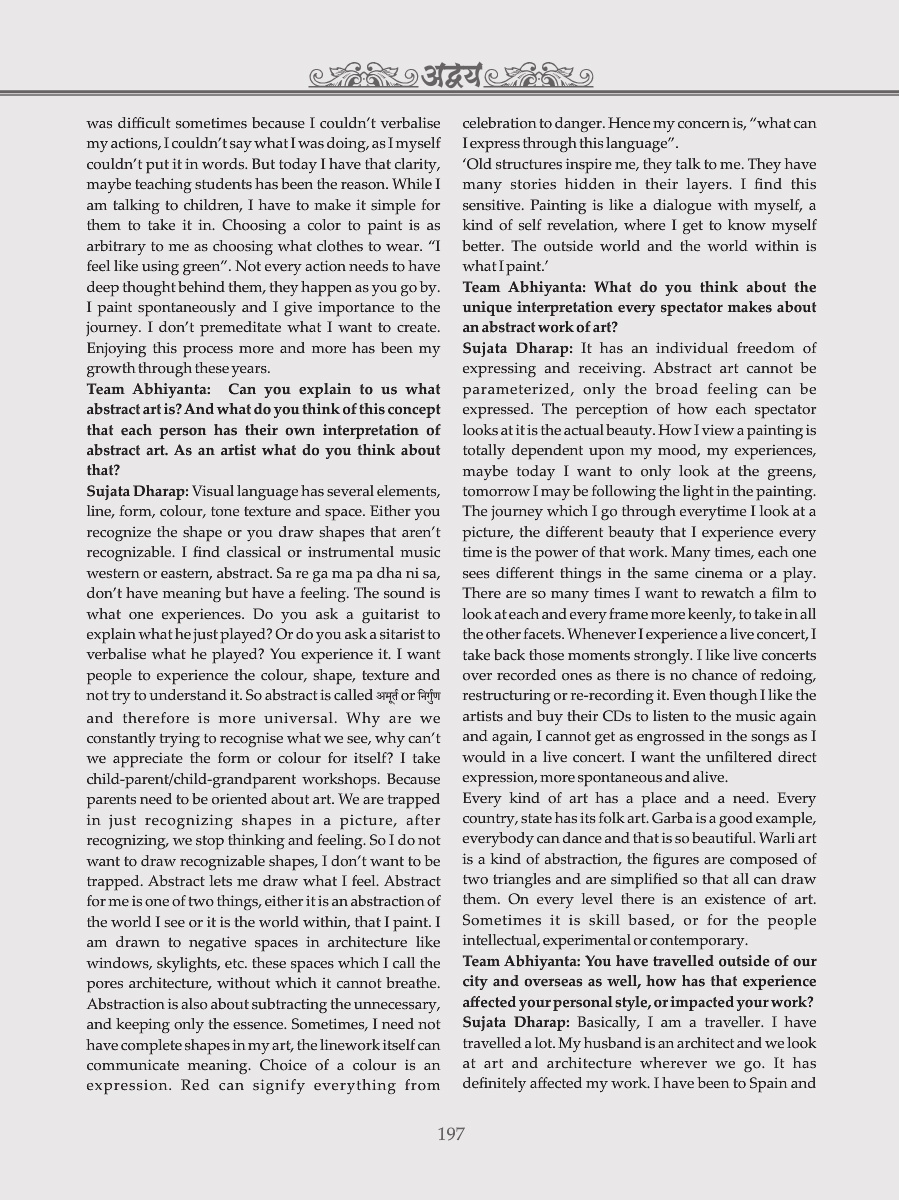 अद्वय
was difficult sometimes because I couldn’t verbalise
my actions, I couldn’t say what I was doing, as I myself
couldn’t put it in words. But today I have that clarity,
maybe teaching students has been the reason. While I
am talking to children, I have to make it simple for
them to take it in. Choosing a color to paint is as
arbitrary to me as choosing what clothes to wear. “I
feel like using green”. Not every action needs to have
deep thought behind them, they happen as you go by.
I paint spontaneously and I give importance to the
journey. I don’t premeditate what I want to create.
Enjoying this process more and more has been my
growth through these years.
Team Abhiyanta: Can you explain to us what
abstract art is? And what do you think of this concept
that each person has their own interpretation of
abstract art. As an artist what do you think about
that?
Sujata Dharap: Visual language has several elements,
line, form, colour, tone texture and space. Either you
recognize the shape or you draw shapes that aren’t
recognizable. I find classical or instrumental music
western or eastern, abstract. Sa re ga ma pa dha ni sa,
don’t have meaning but have a feeling. The sound is
what one experiences. Do you ask a guitarist to
explain what he just played? Or do you ask a sitarist to
verbalise what he played? You experience it. I want
people to experience the colour, shape, texture and
not try to understand it. So abstract is called अमूर्त or निर्गुण
and therefore is more universal. Why are we
constantly trying to recognise what we see, why can’t
we appreciate the form or colour for itself? I take
child-parent/child-grandparent workshops. Because
parents need to be oriented about art. We are trapped
in just recognizing shapes in a picture, after
recognizing, we stop thinking and feeling. So I do not
want to draw recognizable shapes, I don’t want to be
trapped. Abstract lets me draw what I feel. Abstract
for me is one of two things, either it is an abstraction of
the world I see or it is the world within, that I paint. I
am drawn to negative spaces in architecture like
windows, skylights, etc. these spaces which I call the
pores architecture, without which it cannot breathe.
Abstraction is also about subtracting the unnecessary,
and keeping only the essence. Sometimes, I need not
have complete shapes in my art, the linework itself can
communicate meaning. Choice of a colour is an
expression. Red can signify everything from
celebration to danger. Hence my concern is, “what can
I express through this language”.
‘Old structures inspire me, they talk to me. They have
many stories hidden in their layers. I find this
sensitive. Painting is like a dialogue with myself, a
kind of self revelation, where I get to know myself
better. The outside world and the world within is
what I paint.’
Team Abhiyanta: What do you think about the
unique interpretation every spectator makes about
an abstract work of art?
Sujata Dharap: It has an individual freedom of
expressing and receiving. Abstract art cannot be
parameterized, only the broad feeling can be
expressed. The perception of how each spectator
looks at it is the actual beauty. How I view a painting is
totally dependent upon my mood, my experiences,
maybe today I want to only look at the greens,
tomorrow I may be following the light in the painting.
The journey which I go through everytime I look at a
picture, the different beauty that I experience every
time is the power of that work. Many times, each one
sees different things in the same cinema or a play.
There are so many times I want to rewatch a film to
look at each and every frame more keenly, to take in all
the other facets. Whenever I experience a live concert, I
take back those moments strongly. I like live concerts
over recorded ones as there is no chance of redoing,
restructuring or re-recording it. Even though I like the
artists and buy their CDs to listen to the music again
and again, I cannot get as engrossed in the songs as I
would in a live concert. I want the unfiltered direct
expression, more spontaneous and alive.
Every kind of art has a place and a need. Every
country, state has its folk art. Garba is a good example,
everybody can dance and that is so beautiful. Warli art
is a kind of abstraction, the figures are composed of
two triangles and are simplified so that all can draw
them. On every level there is an existence of art.
Sometimes it is skill based, or for the people
intellectual, experimental or contemporary.
Team Abhiyanta: You have travelled outside of our
city and overseas as well, how has that experience
affected your personal style, or impacted your work?
Sujata Dharap: Basically, I am a traveller. I have
travelled a lot. My husband is an architect and we look
at art and architecture wherever we go. It has
definitely affected my work. I have been to Spain and
197